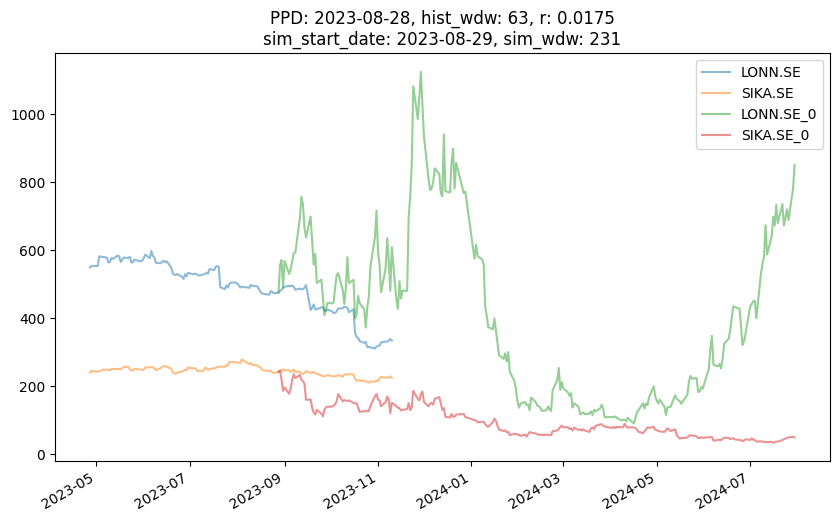 PPD: 2023-08-28, hist_wdw: 63, r: 0.0175
sim_start_date: 2023-08-29, sim_wdw: 231
LONN.SE
SIKA.SE
LONN.SE_0
SIKA.SE_0
1000
800
600
400
200
0
2023-05
2023-07
2023-09
2023-11
2024-01
2024-03
2024-05
2024-07